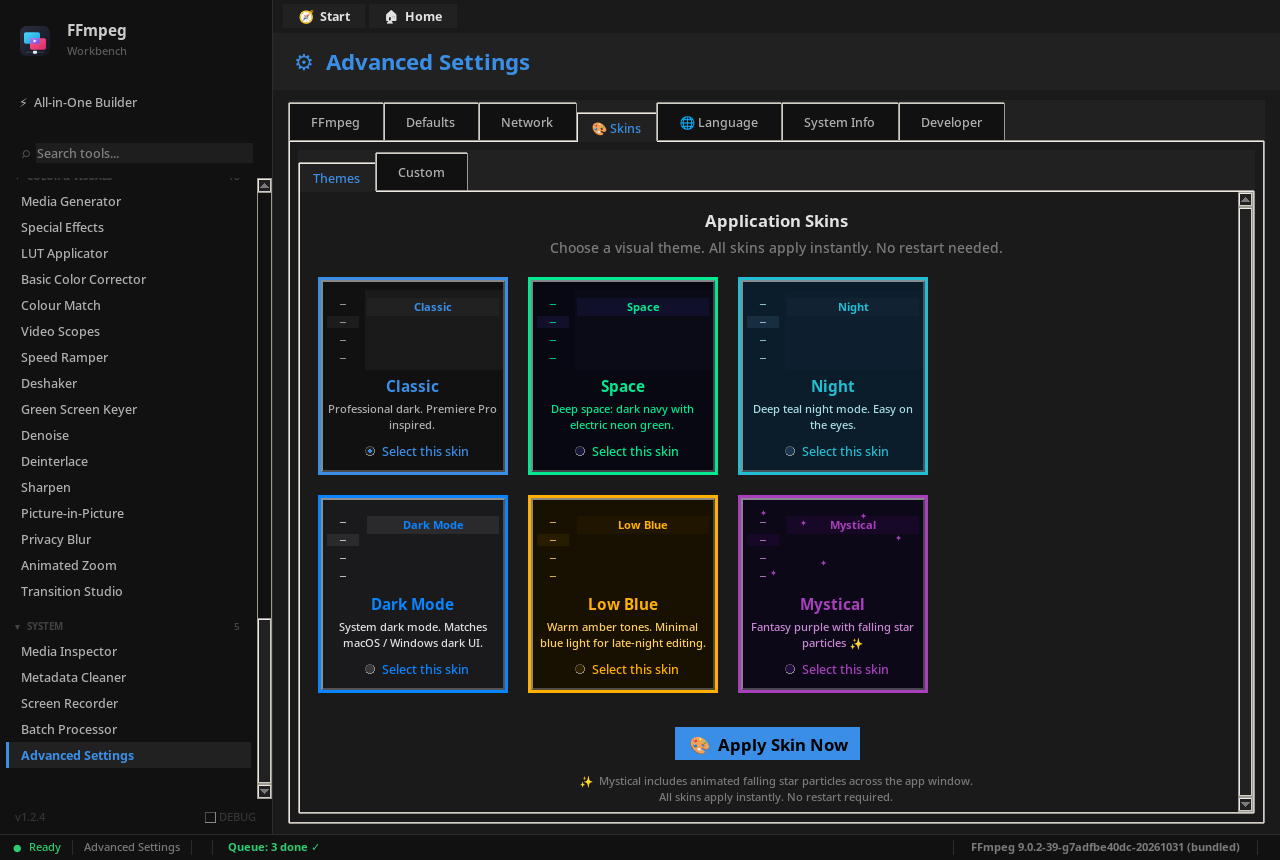 FFmpeg
Workbench
⚡ All-in-One Builder
Search tools...
Media Generator
Special Effects
LUT Applicator
Basic Color Corrector
Colour Match
Video Scopes
Speed Ramper
Deshaker
Green Screen Keyer
Denoise
Deinterlace
Sharpen
Picture-in-Picture
Privacy Blur
Animated Zoom
Transition Studio
▾ SYSTEM 5
Media Inspector
Metadata Cleaner
Screen Recorder
Batch Processor
Advanced Settings
v1.2.4 DEBUG
🧭 Start 🏠 Home
⚙ Advanced Settings
FFmpeg Defaults Network 🎨 Skins 🌐 Language System Info Developer
Themes Custom
Application Skins
Choose a visual theme. All skins apply instantly. No restart needed.
Classic
Classic
Professional dark. Premiere Pro
inspired.
Select this skin
Space
Space
Deep space: dark navy with
electric neon green.
Select this skin
Night
Night
Deep teal night mode. Easy on
the eyes.
Select this skin
Dark Mode
Dark Mode
System dark mode. Matches
macOS / Windows dark UI.
Select this skin
Low Blue
Low Blue
Warm amber tones. Minimal
blue light for late-night editing.
Select this skin
Mystical
Mystical
Fantasy purple with falling star
particles ✨
Select this skin
🎨 Apply Skin Now
✨ Mystical includes animated falling star particles across the app window.
All skins apply instantly. No restart required.
● Ready Advanced Settings Queue: 3 done ✓ FFmpeg 9.0.2-39-g7adfbe40dc-20261031 (bundled)